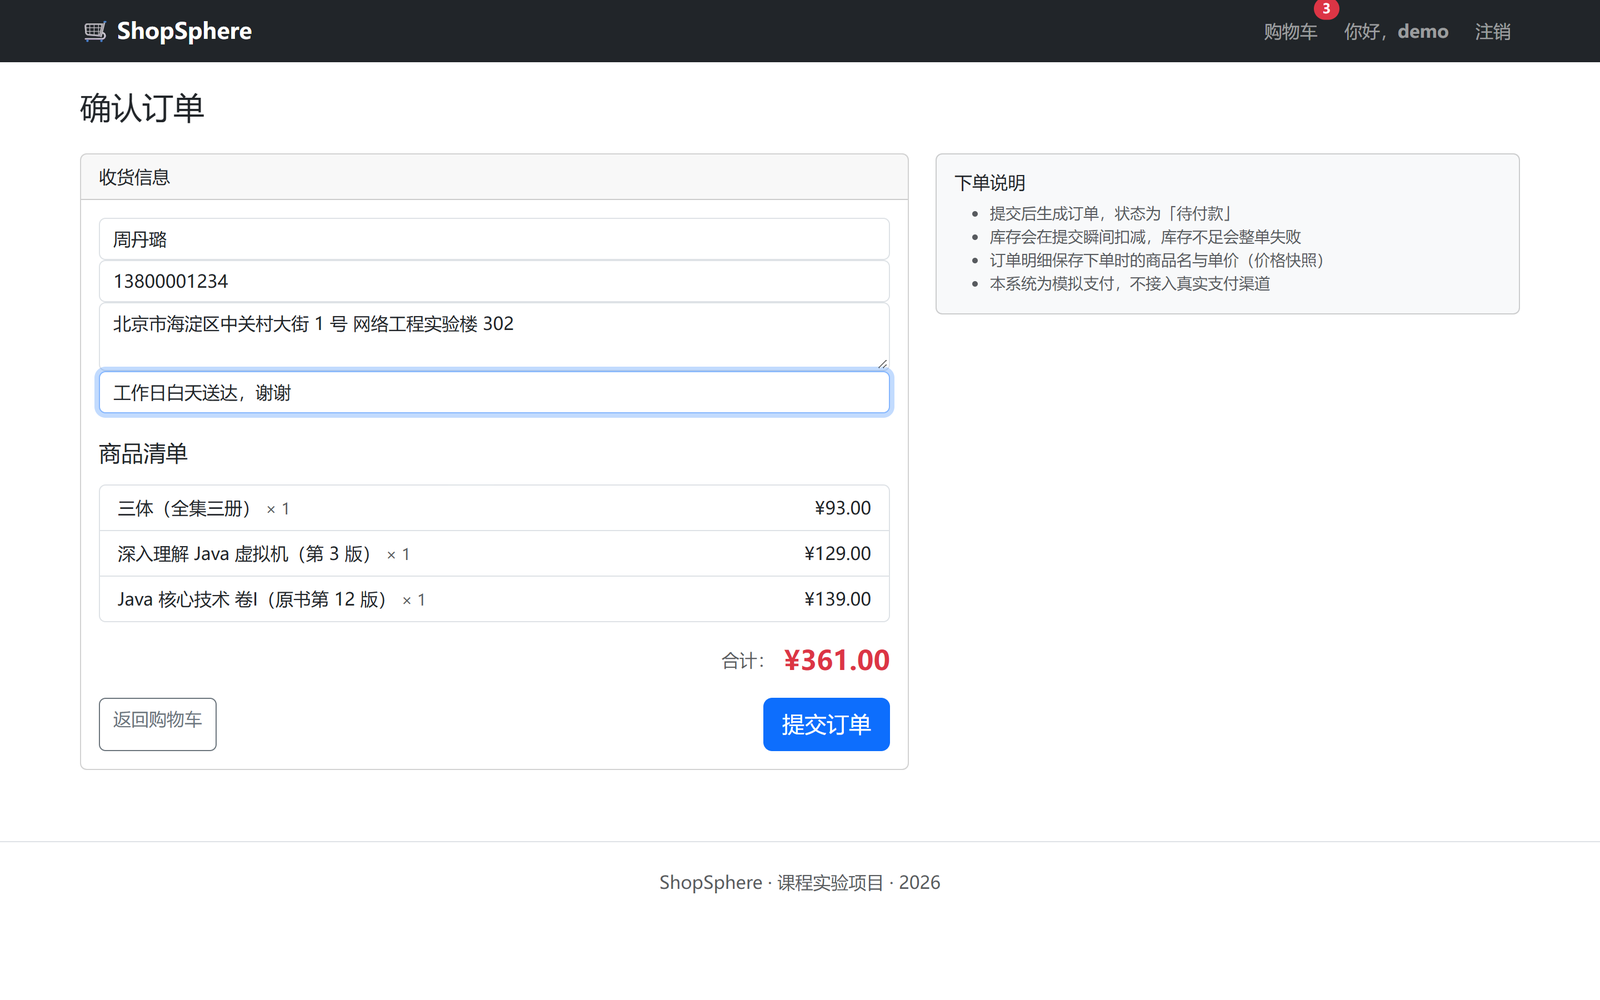 ShopSphere
购物车 3 你好，demo 注销
确认订单
收货信息
周丹璐
13800001234
北京市海淀区中关村大街 1 号 网络工程实验楼 302
工作日白天送达，谢谢
商品清单
三体（全集三册） × 1 ¥93.00
深入理解 Java 虚拟机（第 3 版） × 1 ¥129.00
Java 核心技术 卷I（原书第 12 版） × 1 ¥139.00
合计： ¥361.00
返回购物车 提交订单
下单说明
提交后生成订单，状态为「待付款」
库存会在提交瞬间扣减，库存不足会整单失败
订单明细保存下单时的商品名与单价（价格快照）
本系统为模拟支付，不接入真实支付渠道
ShopSphere · 课程实验项目 · 2026